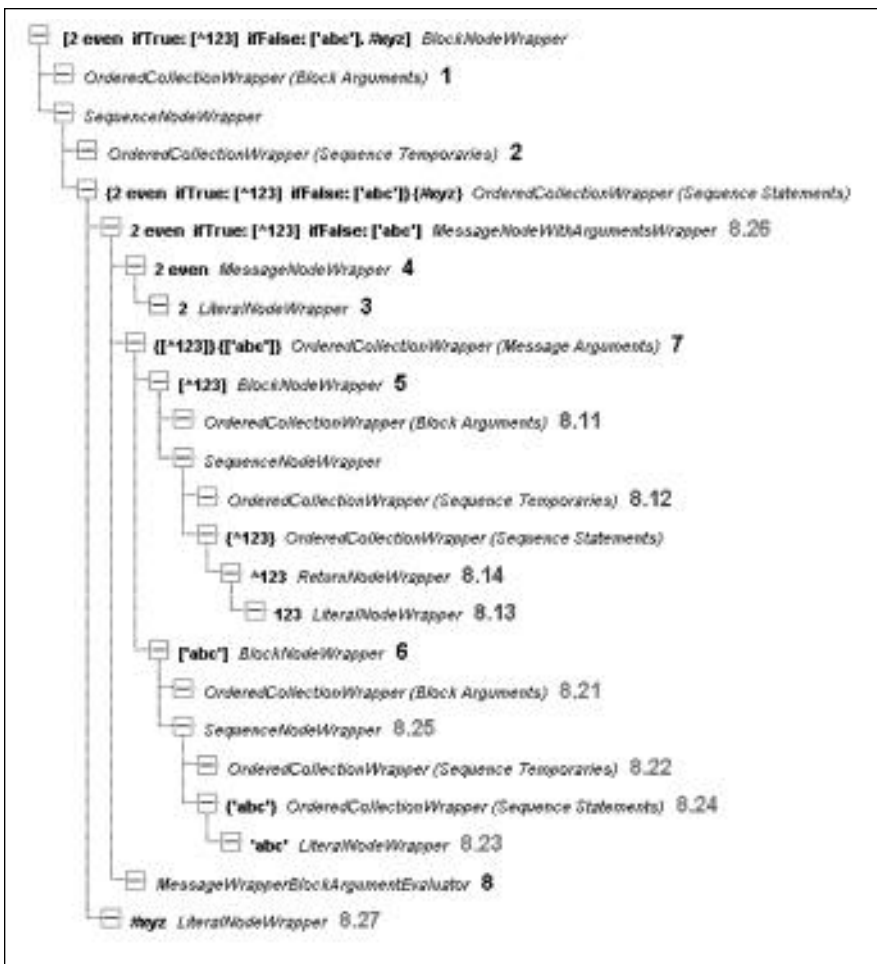 [2 even ifTrue: [^123] ifFalse: ['abc']. #xyz] BlockNodeWrapper
OrderedCollectionWrapper (Block Arguments) 1
SequenceNodeWrapper
OrderedCollectionWrapper (Sequence Temporaries) 2
{2 even ifTrue: [^123] ifFalse: ['abc']}{#xyz} OrderedCollectionWrapper (Sequence Statements)
2 even ifTrue: [^123] ifFalse: ['abc'] MessageNodeWithArgumentsWrapper 8.26
2 even MessageNodeWrapper 4
2 LiteralNodeWrapper 3
{[^123]}{['abc']} OrderedCollectionWrapper (Message Arguments) 7
[^123] BlockNodeWrapper 5
OrderedCollectionWrapper (Block Arguments) 8.11
SequenceNodeWrapper
OrderedCollectionWrapper (Sequence Temporaries) 8.12
{^123} OrderedCollectionWrapper (Sequence Statements)
^123 ReturnNodeWrapper 8.14
123 LiteralNodeWrapper 8.13
['abc'] BlockNodeWrapper 6
OrderedCollectionWrapper (Block Arguments) 8.21
SequenceNodeWrapper 8.25
OrderedCollectionWrapper (Sequence Temporaries) 8.22
{'abc'} OrderedCollectionWrapper (Sequence Statements) 8.24
'abc' LiteralNodeWrapper 8.23
MessageWrapperBlockArgumentEvaluator 8
#xyz LiteralNodeWrapper 8.27